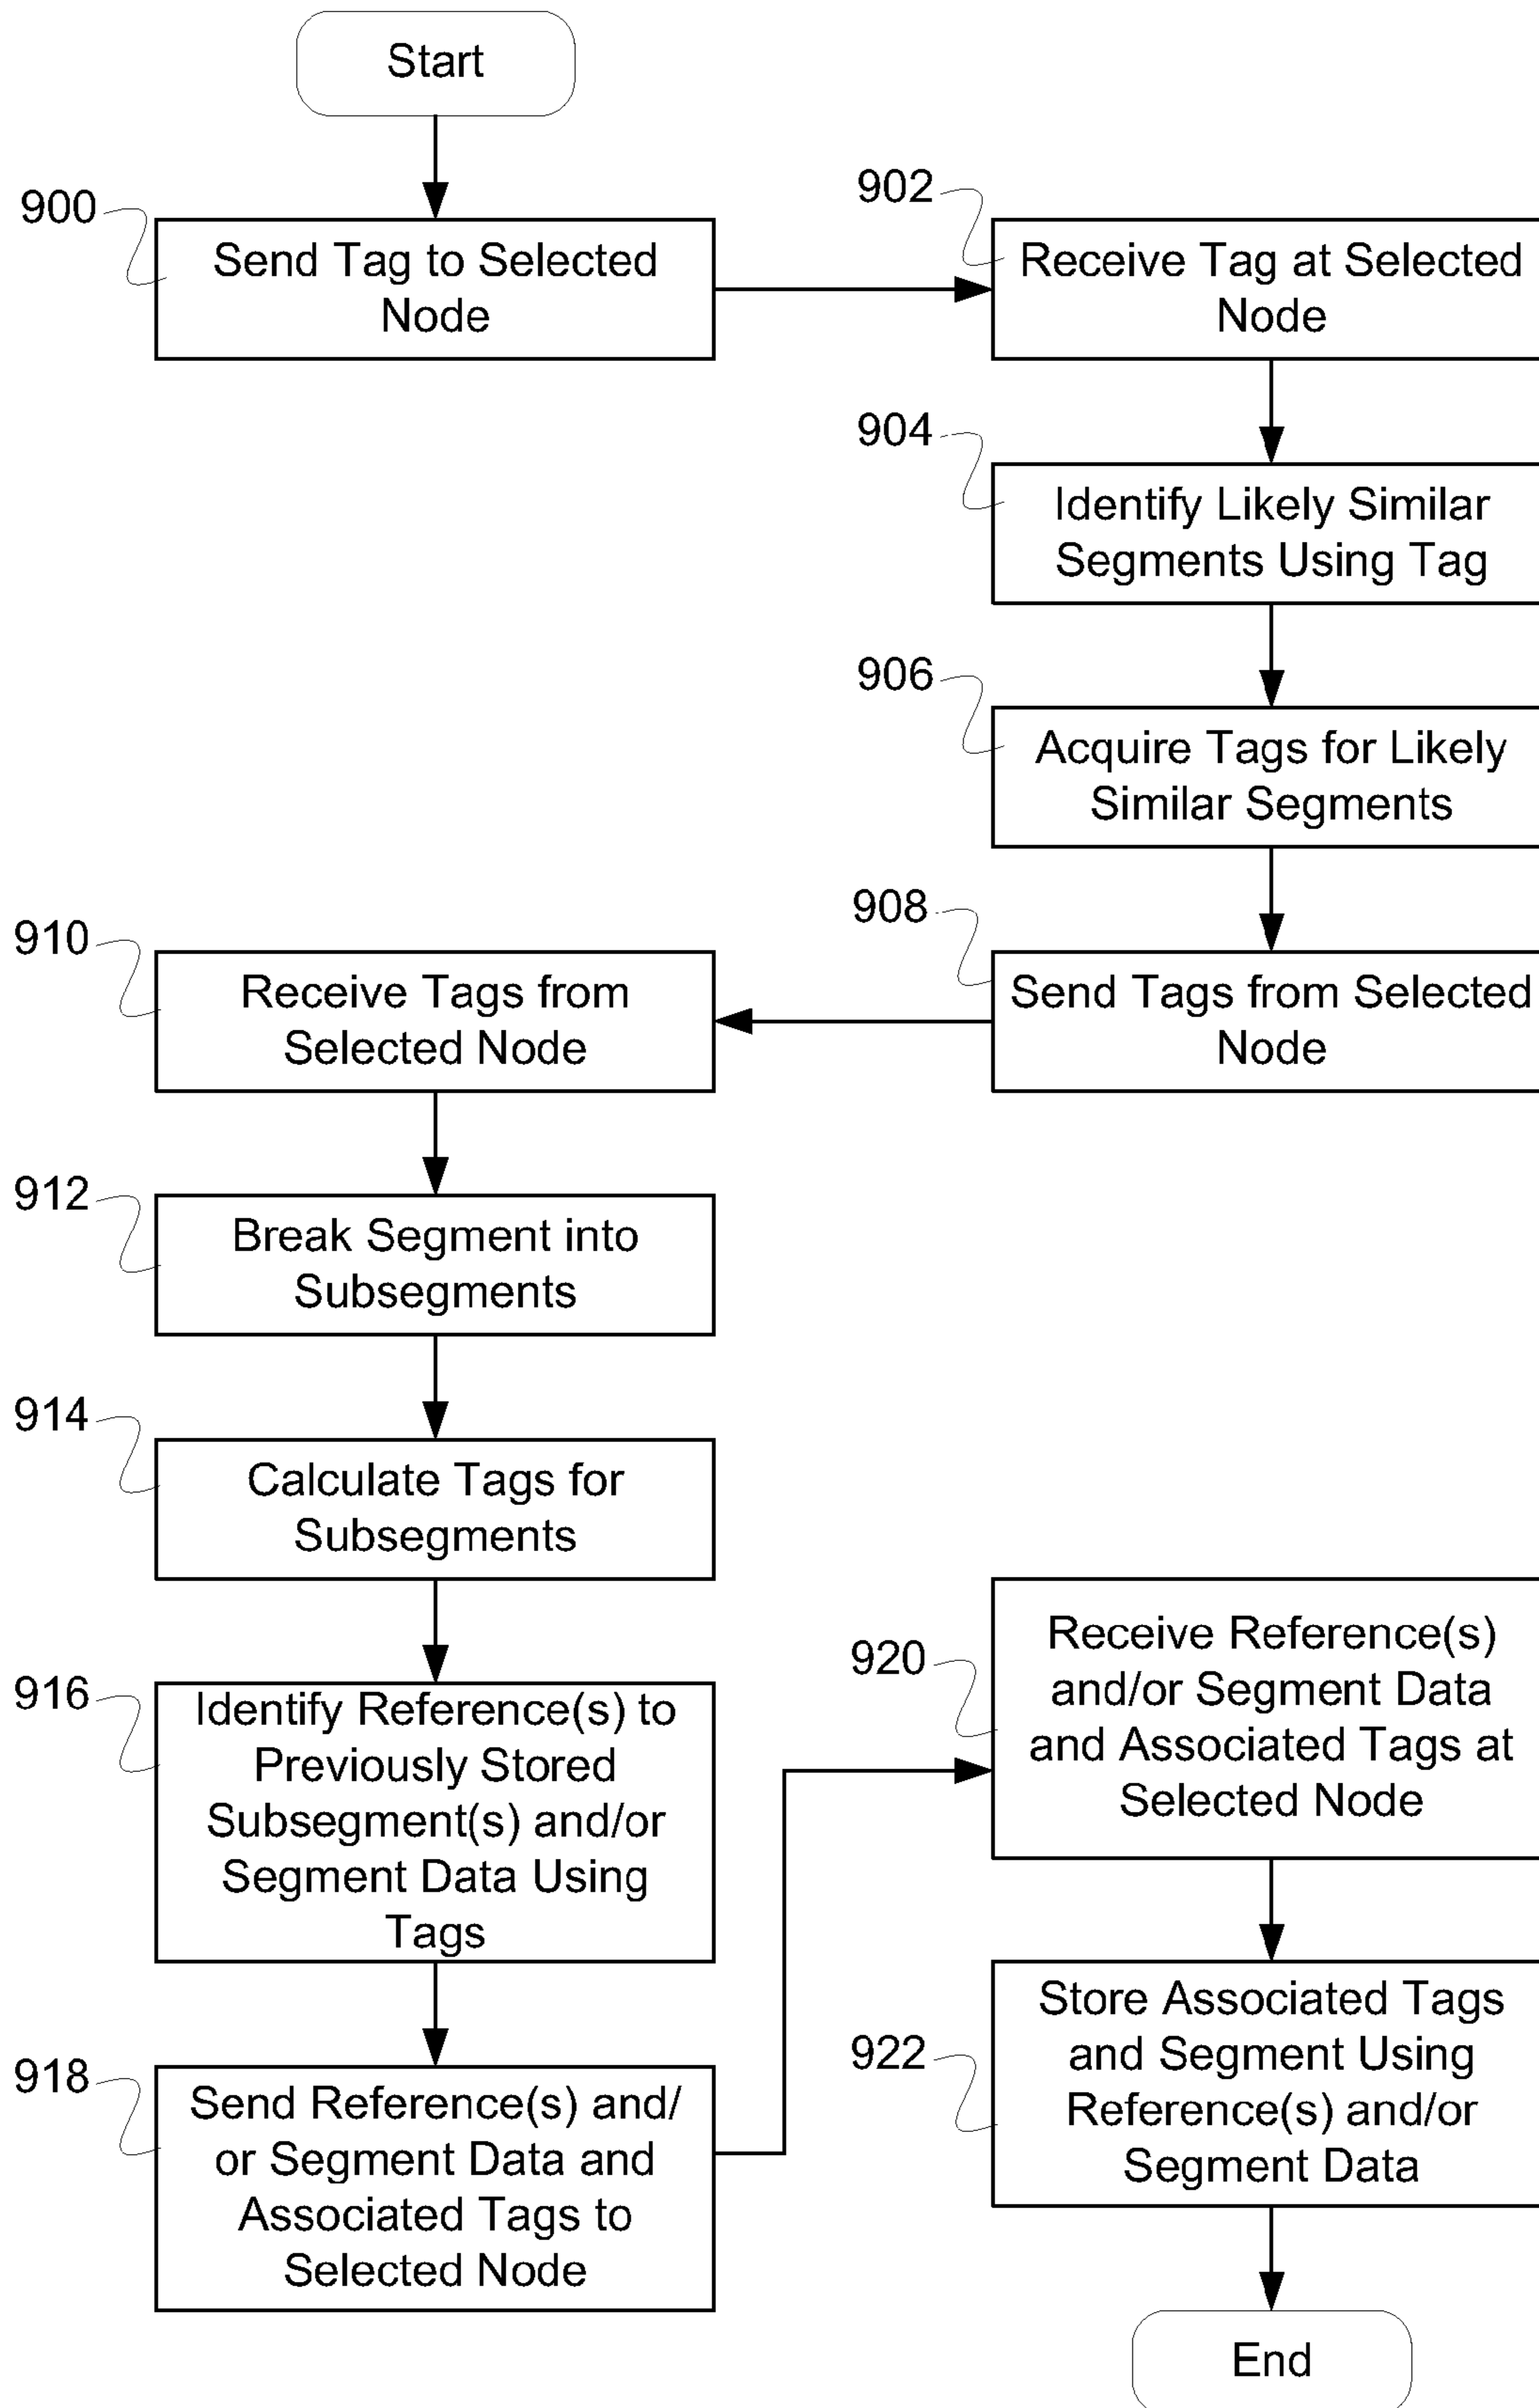 Start
900
Send Tag to Selected
Node
902
Receive Tag at Selected
Node
904
Identify Likely Similar
Segments Using Tag
906
Acquire Tags for Likely
Similar Segments
908
Send Tags from Selected
Node
910
Receive Tags from
Selected Node
912
Break Segment into
Subsegments
914
Calculate Tags for
Subsegments
916
Identify Reference(s) to
Previously Stored
Subsegment(s) and/or
Segment Data Using
Tags
918
Send Reference(s) and/
or Segment Data and
Associated Tags to
Selected Node
920
Receive Reference(s)
and/or Segment Data
and Associated Tags at
Selected Node
922
Store Associated Tags
and Segment Using
Reference(s) and/or
Segment Data
End